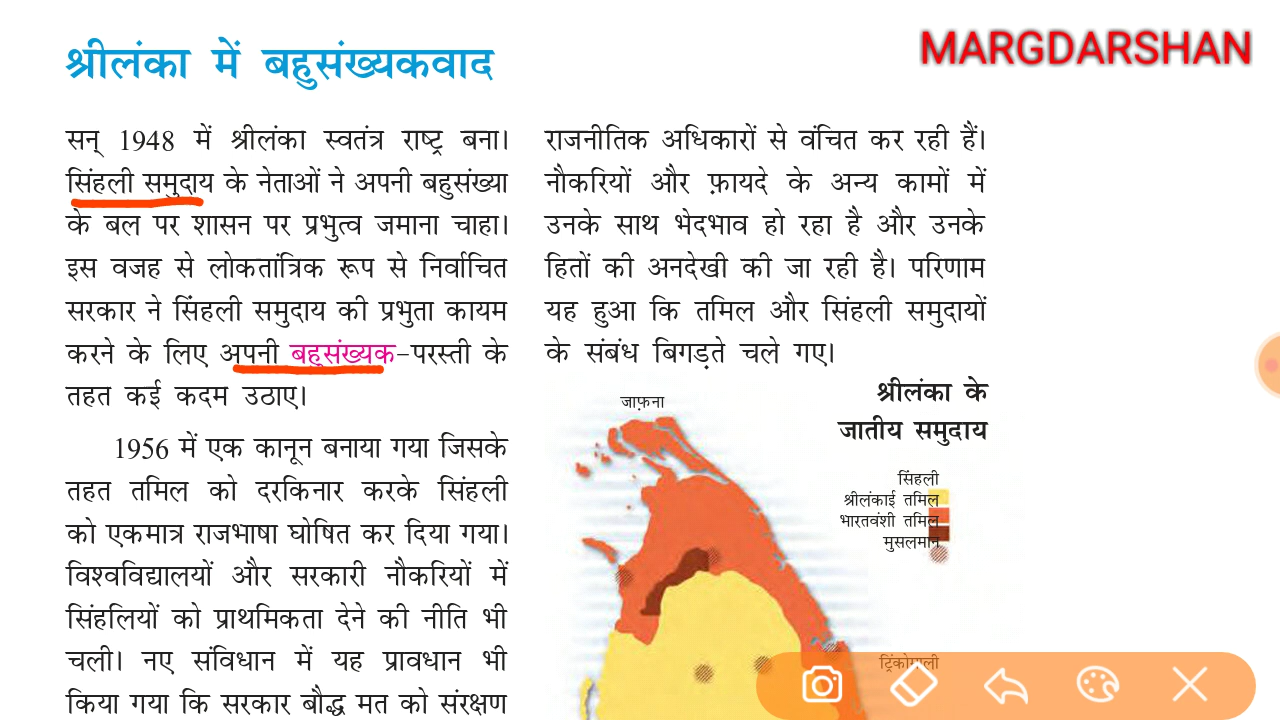 श्रीलंका में बहुसंख्यकवाद
MARGDARSHAN
सन् 1948 में श्रीलंका स्वतंत्र राष्ट्र बना।
सिंहली समुदाय के नेताओं ने अपनी बहुसंख्या
के बल पर शासन पर प्रभुत्व जमाना चाहा।
इस वजह से लोकतांत्रिक रूप से निर्वाचित
सरकार ने सिंहली समुदाय की प्रभुता कायम
करने के लिए अपनी बहुसंख्यक-परस्ती के
तहत कई कदम उठाए।
1956 में एक कानून बनाया गया जिसके
तहत तमिल को दरकिनार करके सिंहली
को एकमात्र राजभाषा घोषित कर दिया गया।
विश्वविद्यालयों और सरकारी नौकरियों में
सिंहलियों को प्राथमिकता देने की नीति भी
चली। नए संविधान में यह प्रावधान भी
किया गया कि सरकार बौद्ध मत को संरक्षण
राजनीतिक अधिकारों से वंचित कर रही हैं।
नौकरियों और फ़ायदे के अन्य कामों में
उनके साथ भेदभाव हो रहा है और उनके
हितों की अनदेखी की जा रही है। परिणाम
यह हुआ कि तमिल और सिंहली समुदायों
के संबंध बिगड़ते चले गए।
श्रीलंका के
जातीय समुदाय
जाफ़ना
सिंहली
श्रीलंकाई तमिल
भारतवंशी तमिल
मुसलमान
ट्रिंकोमाली